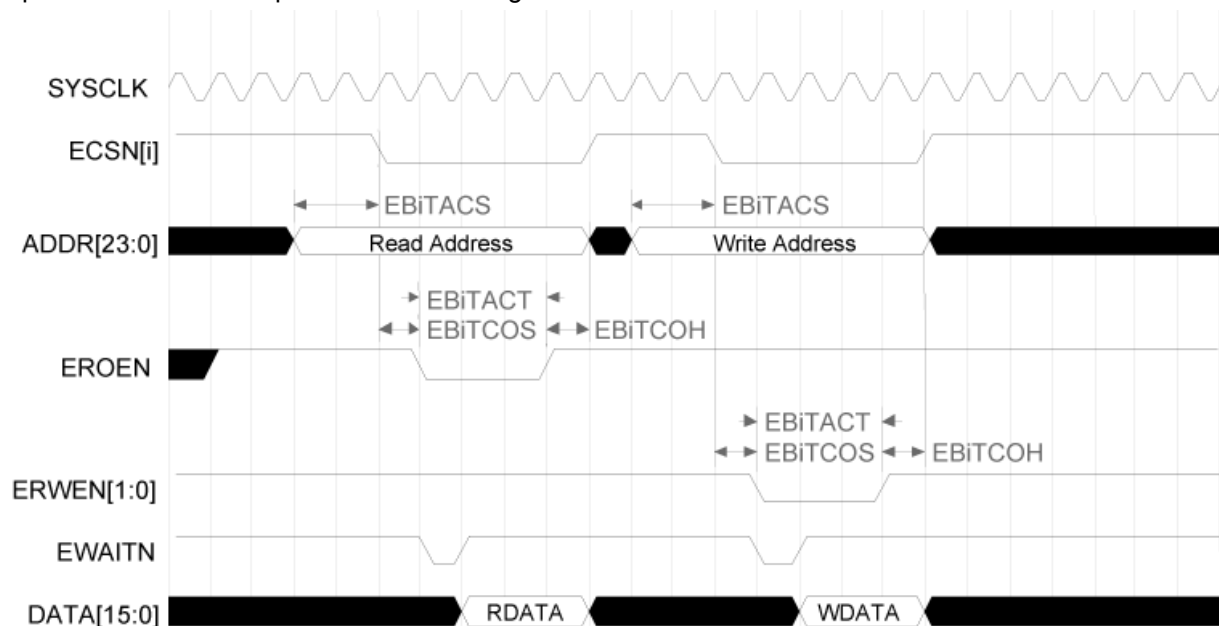 SYSCLK
ECSN[i]
EBiTACS EBiTACS
ADDR[23:0] Read Address Write Address
EBiTACT
EBiTCOS EBiTCOH
EROEN
EBiTACT
EBiTCOS EBiTCOH
ERWEN[1:0]
EWAITN
DATA[15:0] RDATA WDATA